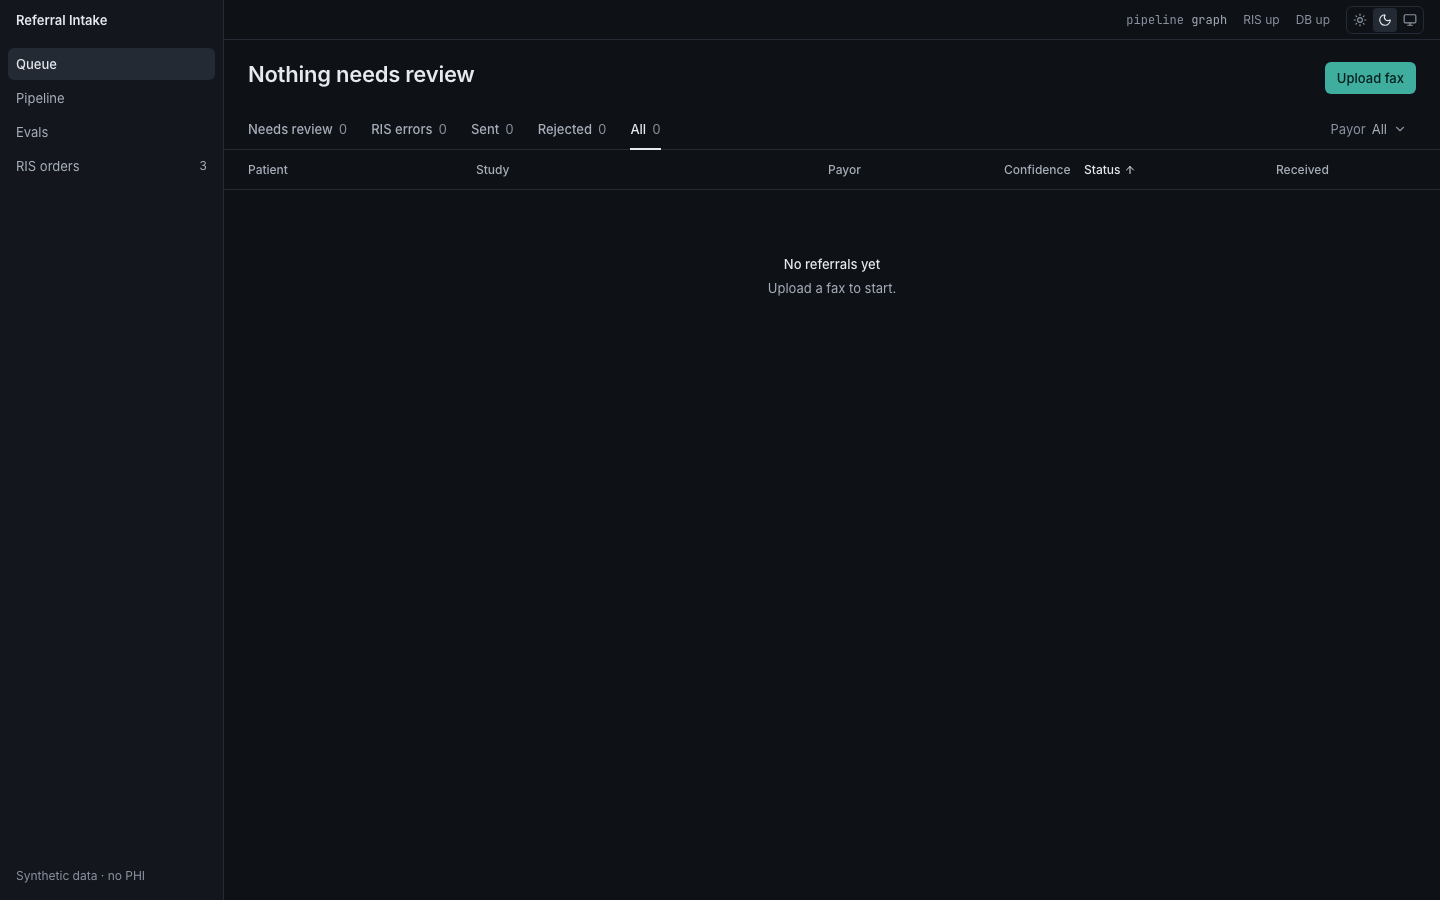 Referral Intake
pipeline graph RIS up DB up
Queue
Pipeline
Evals
RIS orders 3
Nothing needs review
Upload fax
Needs review 0 RIS errors 0 Sent 0 Rejected 0 All 0 Payor All
Patient Study Payor Confidence Status ↑ Received
No referrals yet
Upload a fax to start.
Synthetic data · no PHI